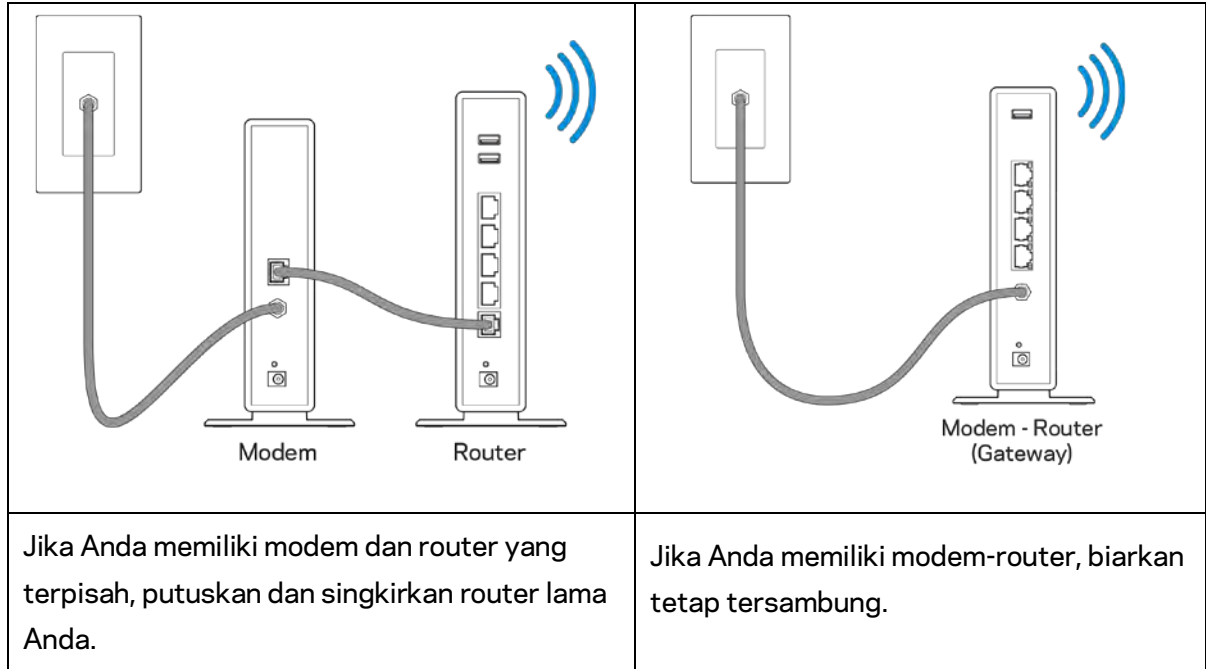 Modem
Router
Modem - Router
(Gateway)
Jika Anda memiliki modem dan router yang
terpisah, putuskan dan singkirkan router lama
Anda.
Jika Anda memiliki modem-router, biarkan
tetap tersambung.